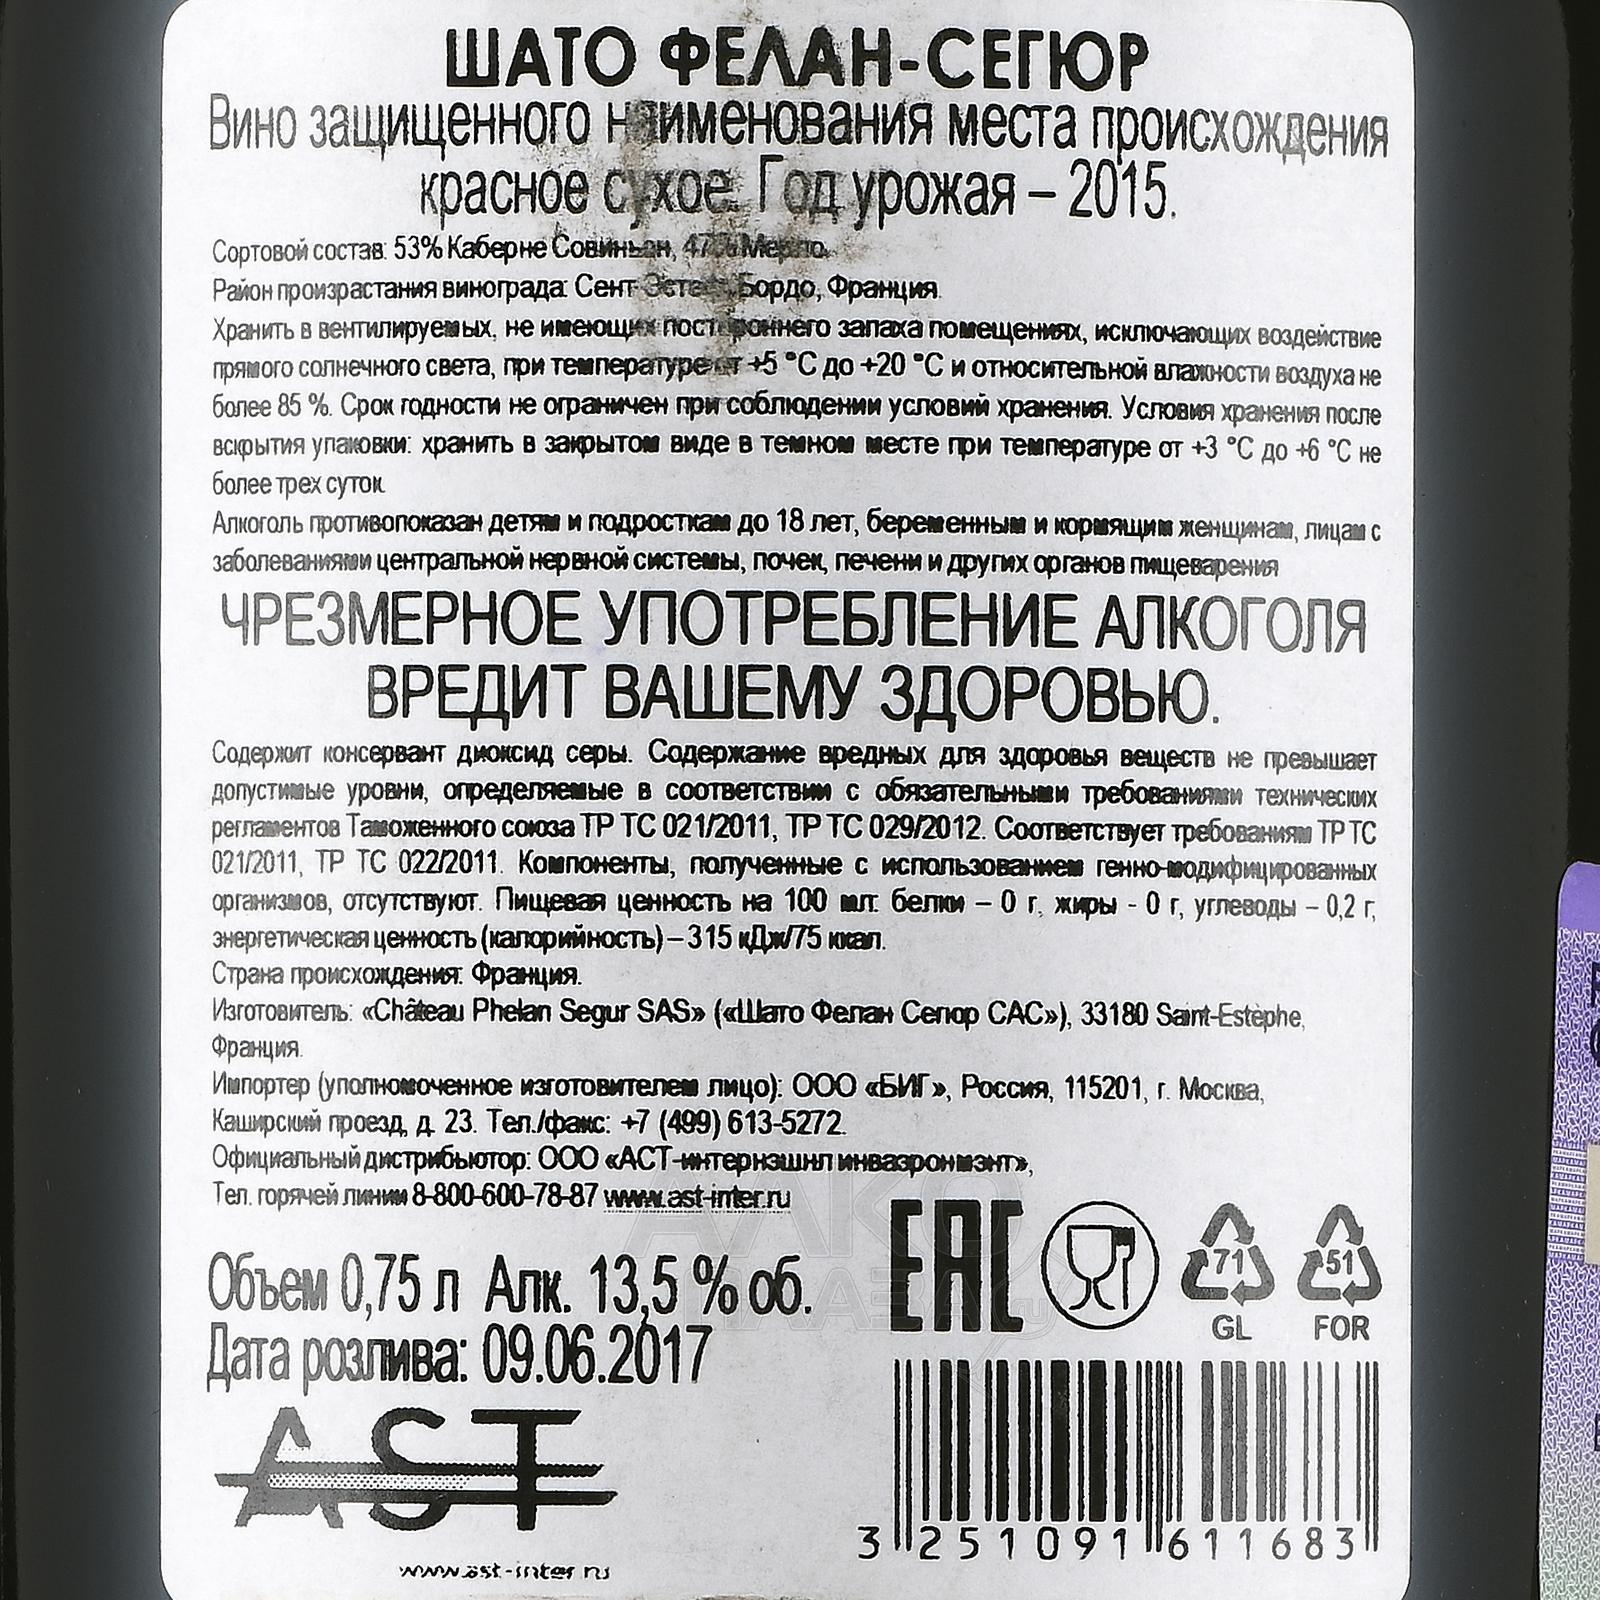 ШАТО ФЕЛАН-СЕГЮР
Вино защищенного наименования места происхождения
красное сухое. Год урожая – 2015.
Сортовой состав: 53% Каберне Совиньон, 47% Мерло.
Район произрастания винограда: Сент-Эстеф, Бордо, Франция.
Хранить в вентилируемых, не имеющих постороннего запаха помещениях, исключающих воздействие
прямого солнечного света, при температуре от +5 °С до +20 °С и относительной влажности воздуха не
более 85 %. Срок годности не ограничен при соблюдении условий хранения. Условия хранения после
вскрытия упаковки: хранить в закрытом виде в темном месте при температуре от +3 °С до +6 °С не
более трех суток.
Алкоголь противопоказан детям и подросткам до 18 лет, беременным и кормящим женщинам, лицам с
заболеваниями центральной нервной системы, почек, печени и других органов пищеварения
ЧРЕЗМЕРНОЕ УПОТРЕБЛЕНИЕ АЛКОГОЛЯ
ВРЕДИТ ВАШЕМУ ЗДОРОВЬЮ.
Содержит консервант диоксид серы. Содержание вредных для здоровья веществ не превышает
допустимые уровни, определяемые в соответствии с обязательными требованиями технических
регламентов Таможенного союза ТР ТС 021/2011, ТР ТС 029/2012. Соответствует требованиям ТР ТС
021/2011, ТР ТС 022/2011. Компоненты, полученные с использованием генно-модифицированных
организмов, отсутствуют. Пищевая ценность на 100 мл: белки – 0 г, жиры - 0 г, углеводы – 0,2 г,
энергетическая ценность (калорийность) – 315 кДж/75 ккал.
Страна происхождения: Франция.
Изготовитель: «Château Phelan Segur SAS» («Шато Фелан Сегюр САС»), 33180 Saint-Estèphe,
Франция.
Импортер (уполномоченное изготовителем лицо): ООО «БИГ», Россия, 115201, г. Москва,
Каширский проезд, д. 23. Тел./факс: +7 (499) 613-5272.
Официальный дистрибьютор: ООО «АСТ-интернэшнл инваэронмэнт»,
Тел. горячей линии 8-800-600-78-87 www.ast-inter.ru
Объем 0,75 л Алк. 13,5 % об.
Дата розлива: 09.06.2017
EAC
71
GL
51
FOR
AST
www.ast-inter.ru
3 251091 611683
АЛКО
ПЛАЗА.ru